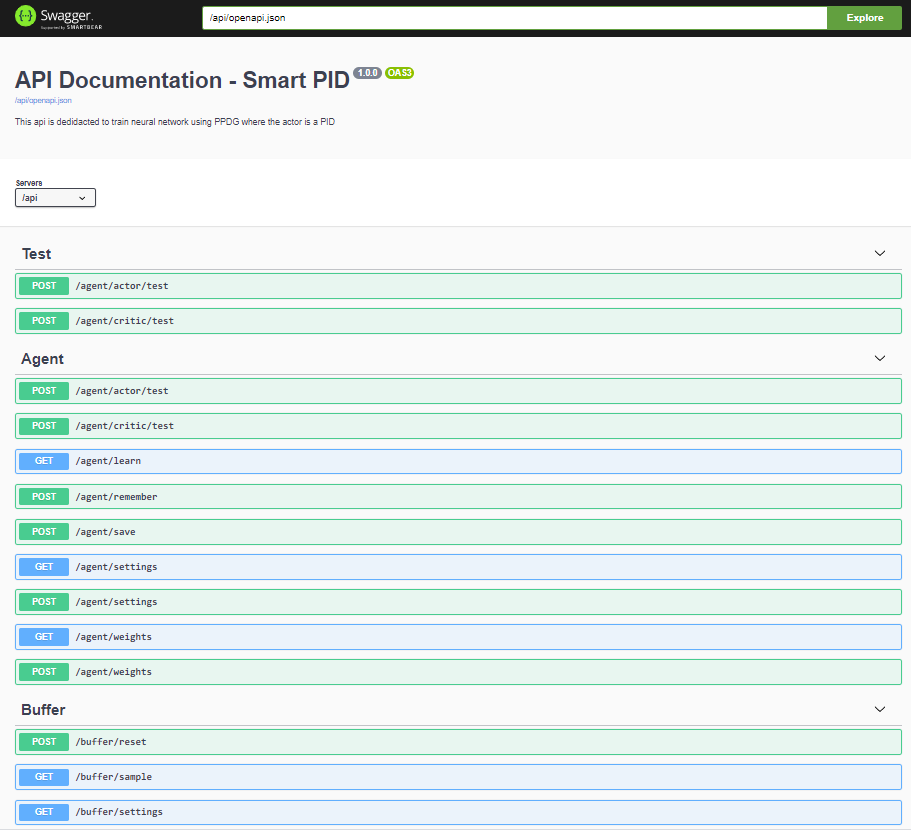 Swagger.
Supported by SMARTBEAR
/api/openapi.json
Explore
API Documentation - Smart PID 1.0.0 OAS3
/api/openapi.json
This api is dedidacted to train neural network using PPDG where the actor is a PID
Servers
/api
Test
POST /agent/actor/test
POST /agent/critic/test
Agent
POST /agent/actor/test
POST /agent/critic/test
GET /agent/learn
POST /agent/remember
POST /agent/save
GET /agent/settings
POST /agent/settings
GET /agent/weights
POST /agent/weights
Buffer
POST /buffer/reset
GET /buffer/sample
GET /buffer/settings